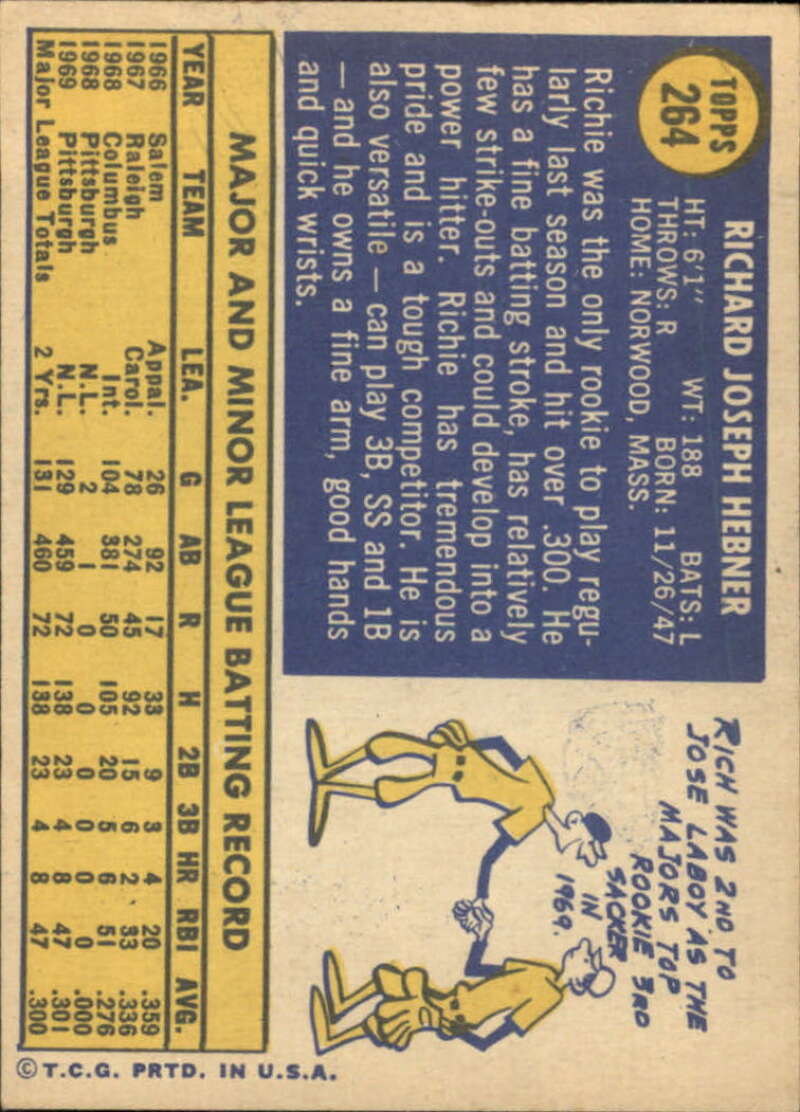 TOPPS
264
RICHARD JOSEPH HEBNER
HT: 6'1" WT: 188 BATS: L
THROWS: R BORN: 11/26/47
HOME: NORWOOD, MASS.
Richie was the only rookie to play regu-
larly last season and hit over .300. He
has a fine batting stroke, has relatively
few strike-outs and could develop into a
power hitter. Richie has tremendous
pride and is a tough competitor. He is
also versatile — can play 3B, SS and 1B
— and he owns a fine arm, good hands
and quick wrists.
RICH WAS 2ND TO
JOSE LABOY AS THE
MAJORS TOP
ROOKIE 3RD
SACKER
IN
1969.
MAJOR AND MINOR LEAGUE BATTING RECORD
YEAR TEAM LEA. G AB R H 2B 3B HR RBI AVG.
1966 Salem Appal. 26 92 17 33 9 3 4 20 .359
1967 Raleigh Carol. 78 274 45 92 15 6 2 33 .336
1968 Columbus Int. 104 381 50 105 20 5 6 51 .276
1968 Pittsburgh N.L. 2 1 0 0 0 0 0 0 .000
1969 Pittsburgh N.L. 129 459 72 138 23 4 8 47 .301
Major League Totals 2 Yrs. 131 460 72 138 23 4 8 47 .300
©T.C.G. PRTD. IN U.S.A.